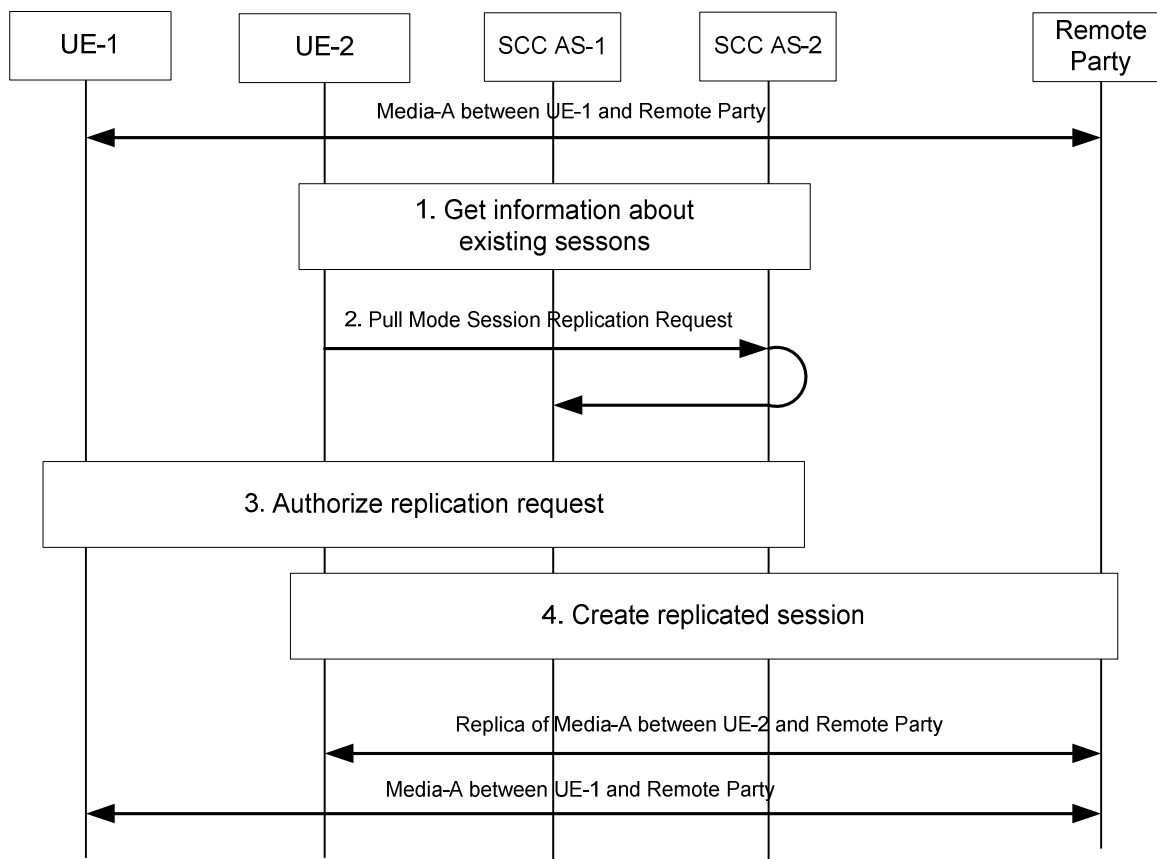 UE-1
UE-2
SCC AS-1
SCC AS-2
Remote
Party
Media-A between UE-1 and Remote Party
1. Get information about
existing sessons
2. Pull Mode Session Replication Request
3. Authorize replication request
4. Create replicated session
Replica of Media-A between UE-2 and Remote Party
Media-A between UE-1 and Remote Party